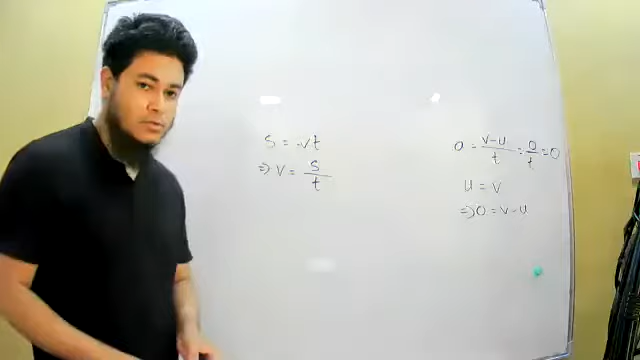 s = vt
⇒ v = s/t
a = v-u/t = 0/t = 0
u = v
⇒ 0 = v - u